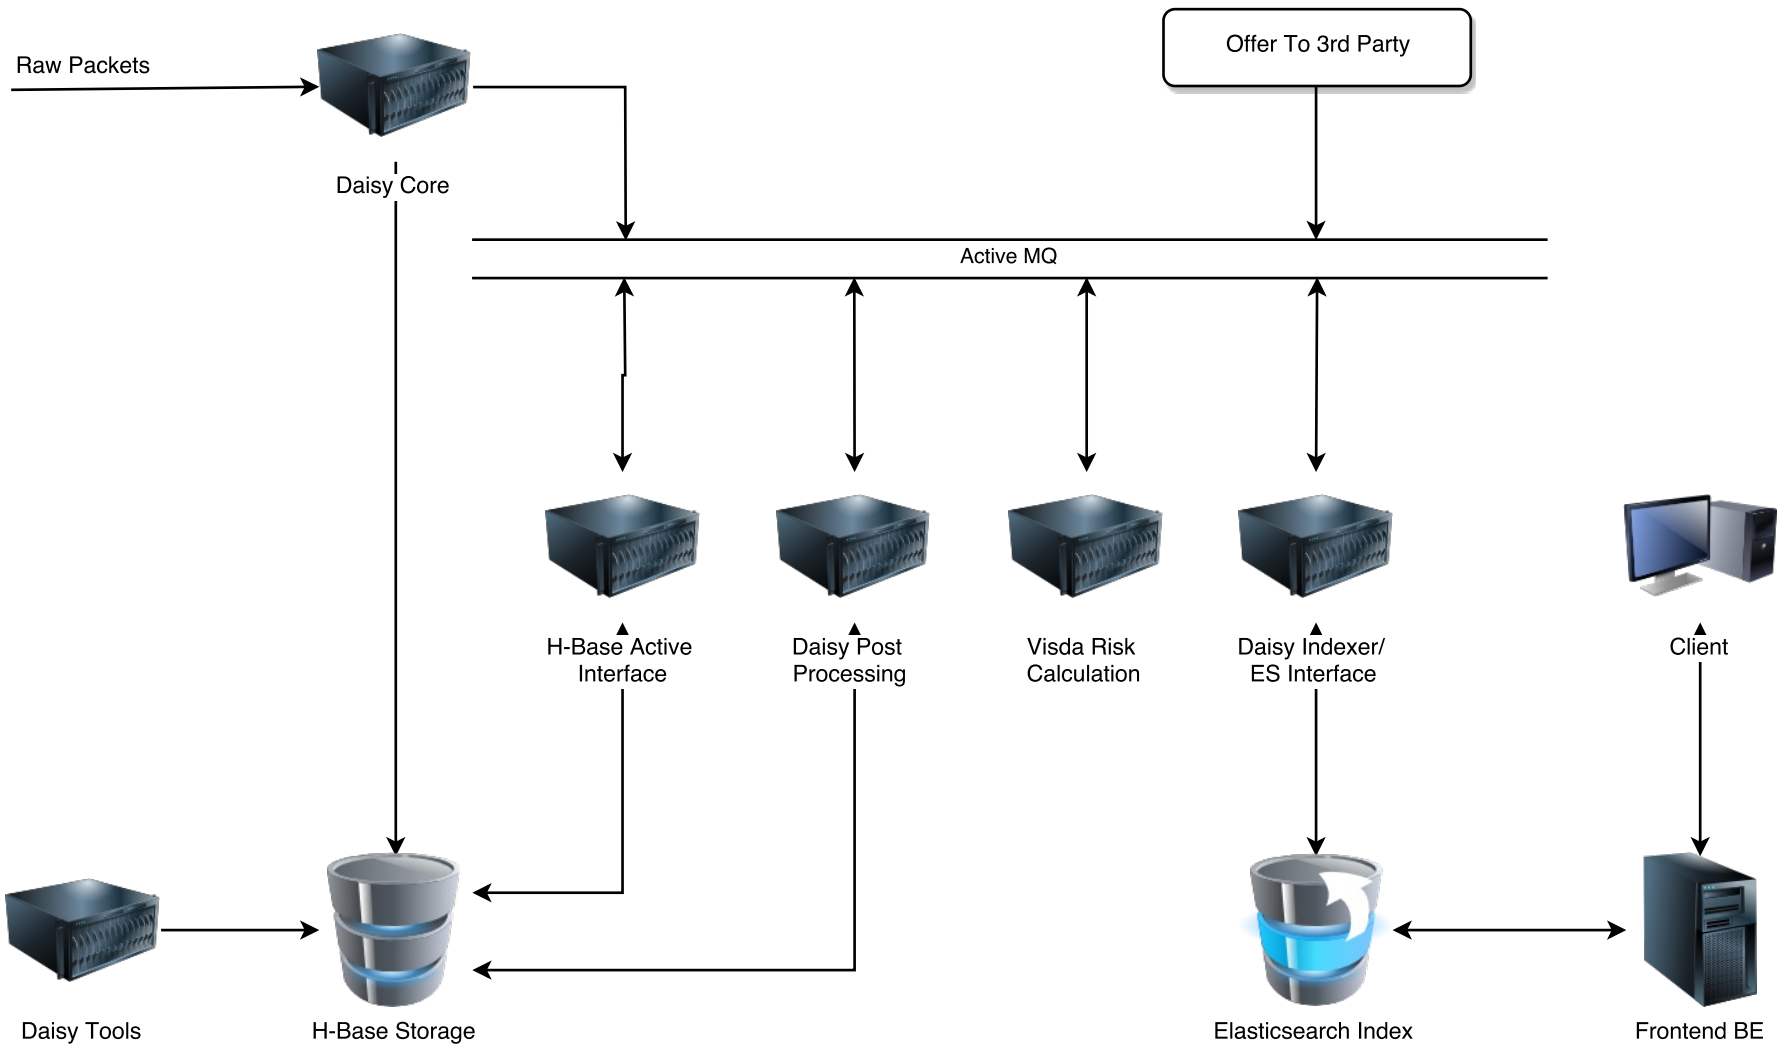 Raw Packets
Offer To 3rd Party
Daisy Core
Active MQ
H-Base Active
Interface
Daisy Post
Processing
Visda Risk
Calculation
Daisy Indexer/
ES Interface
Client
Daisy Tools
H-Base Storage
Elasticsearch Index
Frontend BE